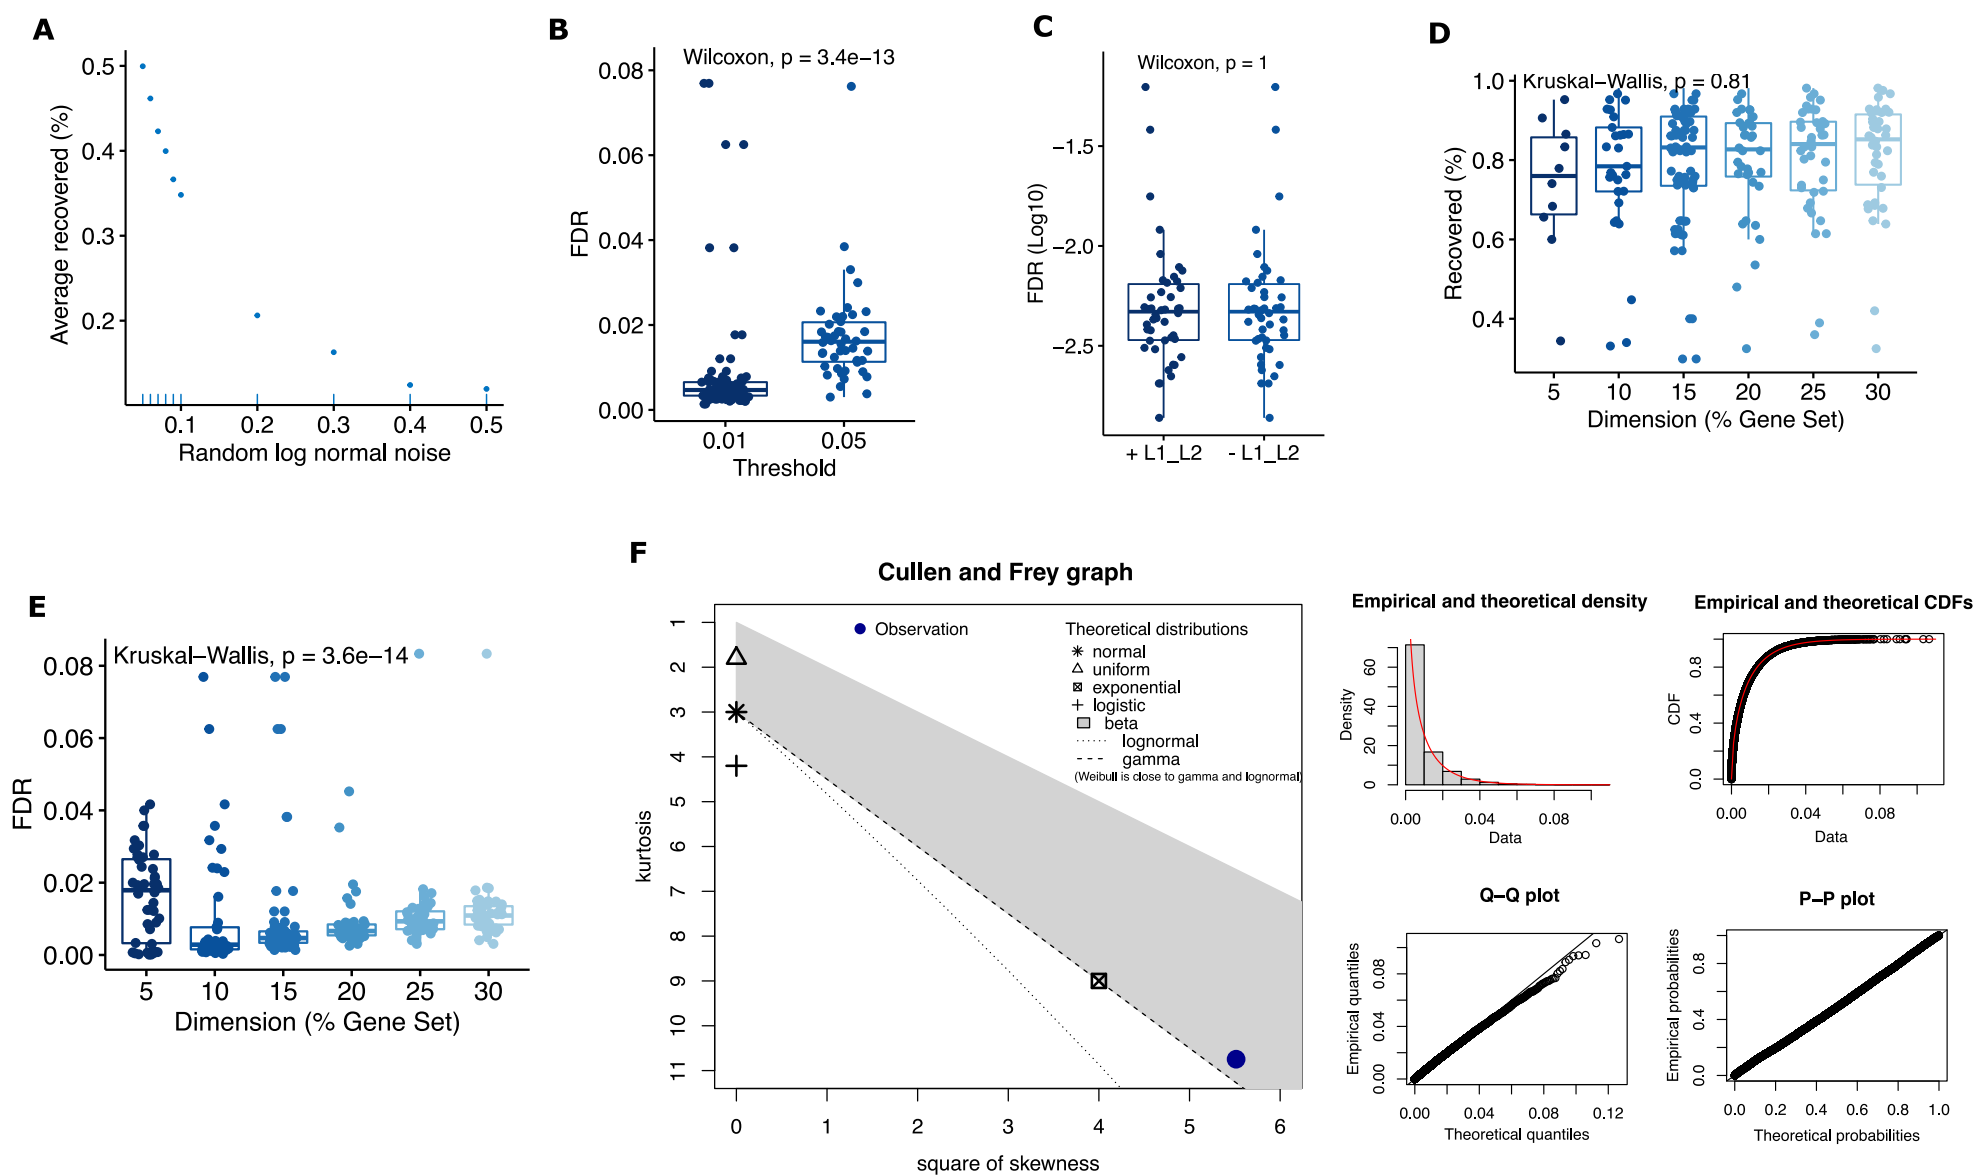 A
Average recovered (%)
0.5
0.4
0.3
0.2
0.1 0.2 0.3 0.4 0.5
Random log normal noise
B
Wilcoxon, p = 3.4e−13
FDR
0.08
0.06
0.04
0.02
0.00
0.01 0.05
Threshold
C
Wilcoxon, p = 1
FDR (Log10)
−1.5
−2.0
−2.5
+ L1_L2 - L1_L2
D
Kruskal−Wallis, p = 0.81
Recovered (%)
1.0
0.8
0.6
0.4
5 10 15 20 25 30
Dimension (% Gene Set)
E
Kruskal−Wallis, p = 3.6e−14
FDR
0.08
0.06
0.04
0.02
0.00
5 10 15 20 25 30
Dimension (% Gene Set)
F
Cullen and Frey graph
Observation
Theoretical distributions
normal
uniform
exponential
logistic
beta
lognormal
gamma
(Weibull is close to gamma and lognormal)
kurtosis
1
2
3
4
5
6
7
8
9
10
11
0 1 2 3 4 5 6
square of skewness
Empirical and theoretical density
Density
60
40
20
0
0.00 0.04 0.08
Data
Empirical and theoretical CDFs
CDF
0.8
0.4
0.0
0.00 0.04 0.08
Data
Q−Q plot
Empirical quantiles
0.08
0.04
0.00
0.00 0.04 0.08 0.12
Theoretical quantiles
P−P plot
Empirical probabilities
0.8
0.4
0.0
0.0 0.2 0.4 0.6 0.8 1.0
Theoretical probabilities